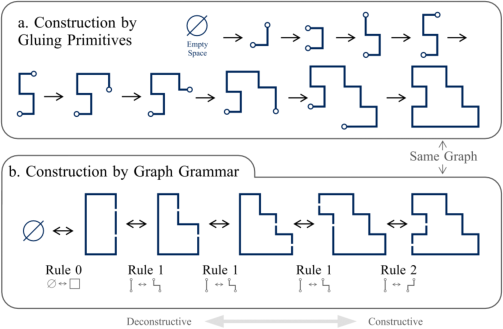 a. Construction by
Gluing Primitives
Empty
Space
Same Graph
b. Construction by Graph Grammar
Rule 0
Rule 1
Rule 1
Rule 1
Rule 2
Deconstructive
Constructive